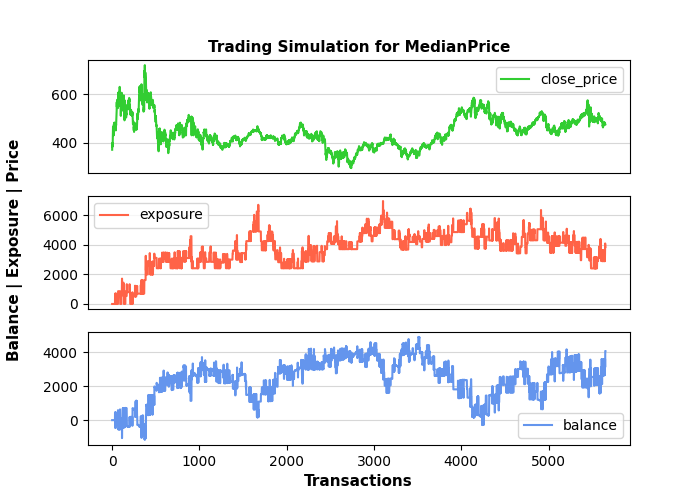 Trading Simulation for MedianPrice
Balance | Exposure | Price
close_price
600
400
exposure
6000
4000
2000
0
balance
4000
2000
0
0 1000 2000 3000 4000 5000
Transactions